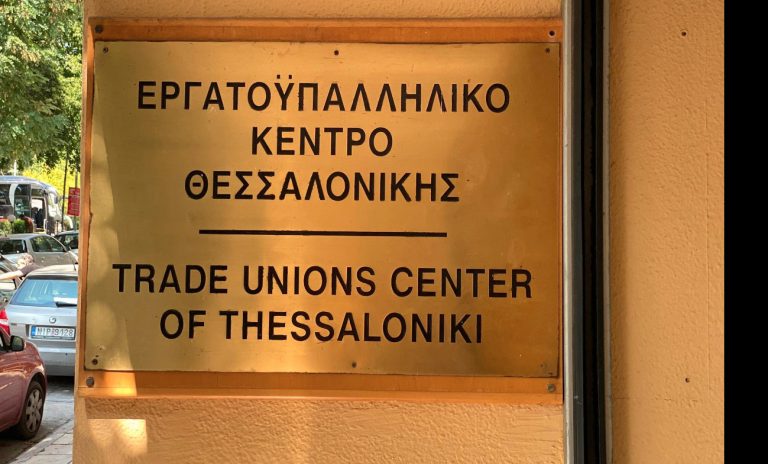 ΕΡΓΑΤΟΫΠΑΛΛΗΛΙΚΟ
ΚΕΝΤΡΟ
ΘΕΣΣΑΛΟΝΙΚΗΣ
TRADE UNIONS CENTER
OF THESSALONIKI